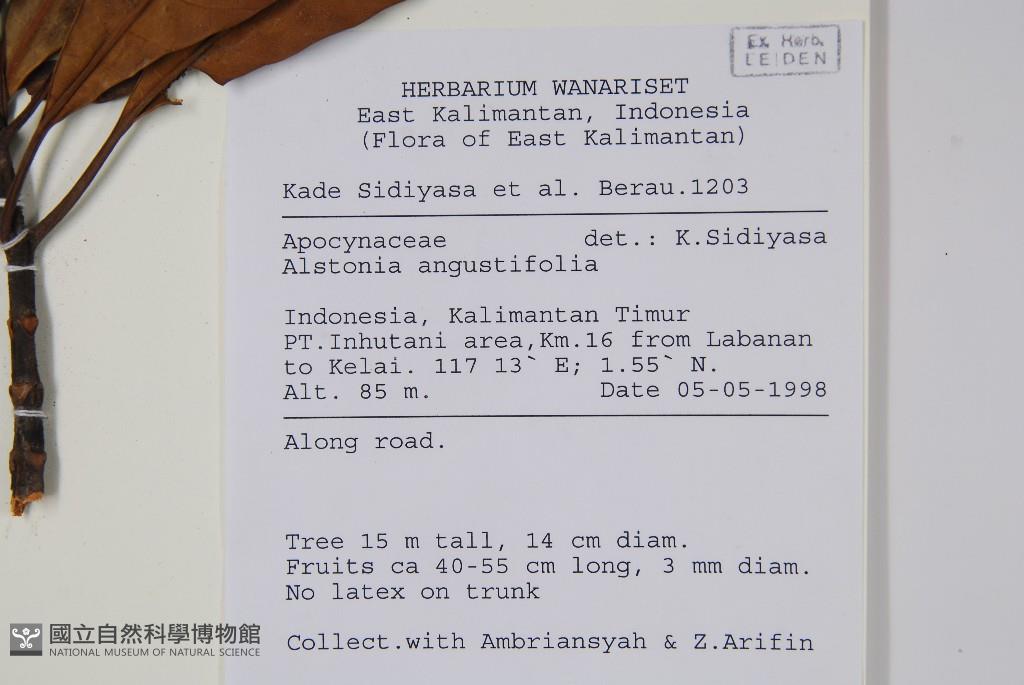 Ex. Herb.
LEIDEN
HERBARIUM WANARISET
East Kalimantan, Indonesia
(Flora of East Kalimantan)
Kade Sidiyasa et al. Berau.1203
Apocynaceae det.: K.Sidiyasa
Alstonia angustifolia
Indonesia, Kalimantan Timur
PT.Inhutani area,Km.16 from Labanan
to Kelai. 117 13` E; 1.55` N.
Alt. 85 m. Date 05-05-1998
Along road.
Tree 15 m tall, 14 cm diam.
Fruits ca 40-55 cm long, 3 mm diam.
No latex on trunk
Collect.with Ambriansyah & Z.Arifin
國立自然科學博物館
NATIONAL MUSEUM OF NATURAL SCIENCE